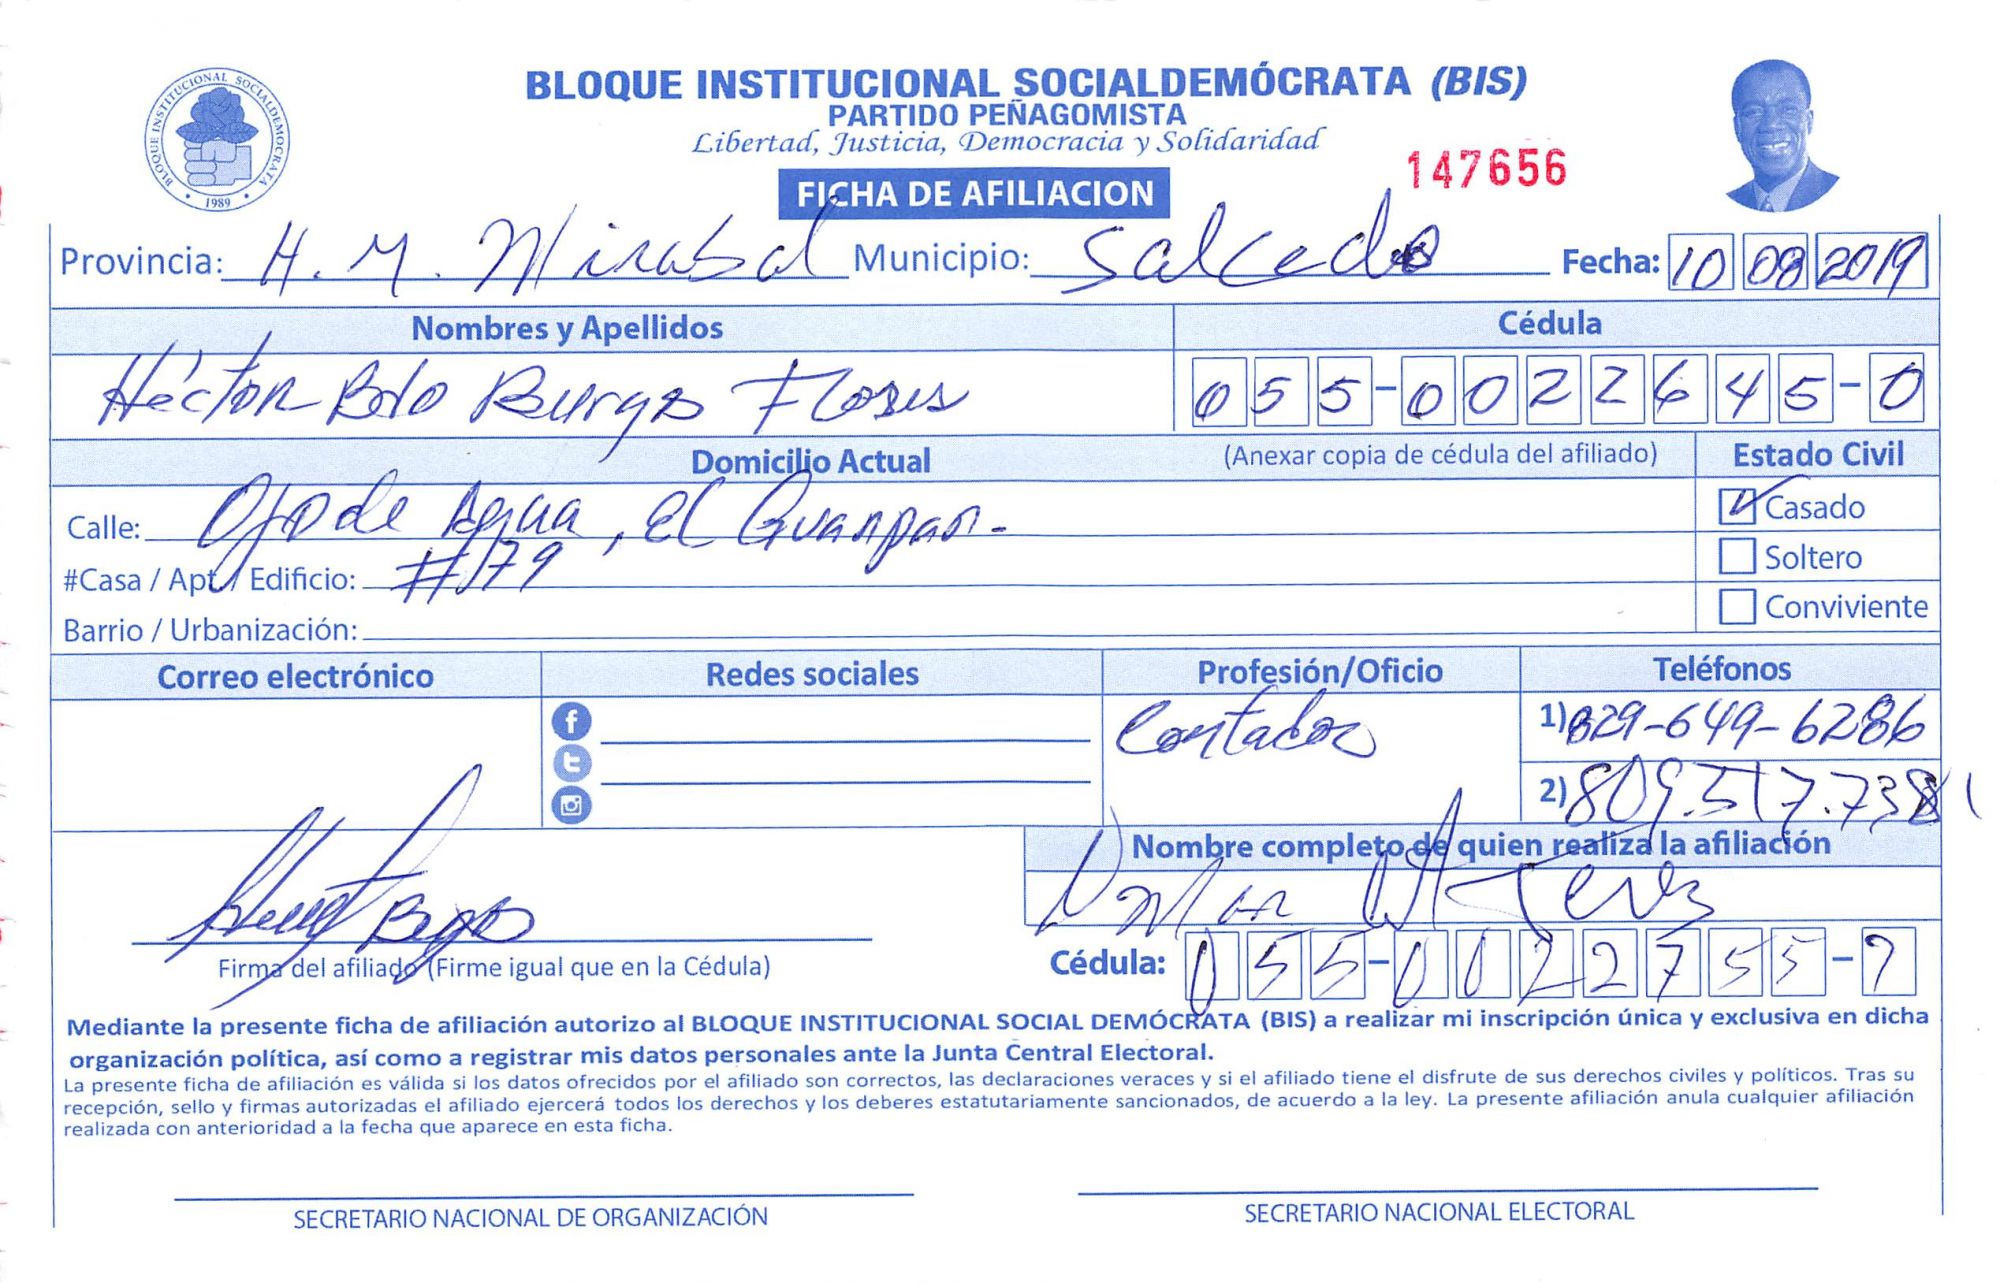 BLOQUE INSTITUCIONAL SOCIALDEMÓCRATA (BIS)
PARTIDO PEÑAGOMISTA
Libertad, Justicia, Democracia y Solidaridad
BLOQUE INSTITUCIONAL SOCIALDEMOCRATA
1989
147656
FICHA DE AFILIACION
Provincia: H. M. Mirabal Municipio: Salcedo Fecha: 10 08 2019
Nombres y Apellidos Cédula
Héctor Burgos Flores 055-0022645-0
Domicilio Actual (Anexar copia de cédula del afiliado) Estado Civil
Calle: Ojo de Agua, El Casado
#Casa / Apt. / Edificio: #179 Soltero
Barrio / Urbanización: Conviviente
Correo electrónico Redes sociales Profesión/Oficio Teléfonos
Contador 1) 829-649-6286
2) 809.517.738
Nombre completo de quien realiza la afiliación
Firma del afiliado (Firme igual que en la Cédula) Cédula: 055-0022755-7
Mediante la presente ficha de afiliación autorizo al BLOQUE INSTITUCIONAL SOCIAL DEMÓCRATA (BIS) a realizar mi inscripción única y exclusiva en dicha
organización política, así como a registrar mis datos personales ante la Junta Central Electoral.
La presente ficha de afiliación es válida si los datos ofrecidos por el afiliado son correctos, las declaraciones veraces y si el afiliado tiene el disfrute de sus derechos civiles y políticos. Tras su
recepción, sello y firmas autorizadas el afiliado ejercerá todos los derechos y los deberes estatutariamente sancionados, de acuerdo a la ley. La presente afiliación anula cualquier afiliación
realizada con anterioridad a la fecha que aparece en esta ficha.
SECRETARIO NACIONAL DE ORGANIZACIÓN SECRETARIO NACIONAL ELECTORAL